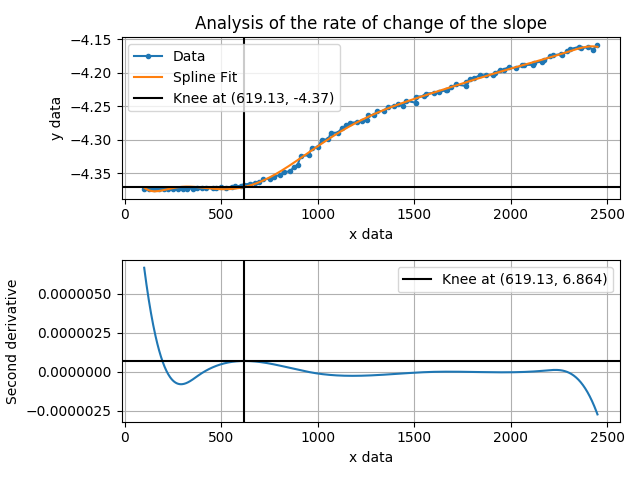 Analysis of the rate of change of the slope
−4.15
−4.20
−4.25
−4.30
−4.35
y data
Data
Spline Fit
Knee at (619.13, -4.37)
0
500
1000
1500
2000
2500
x data
0.0000050
0.0000025
0.0000000
−0.0000025
Second derivative
Knee at (619.13, 6.864)
0
500
1000
1500
2000
2500
x data